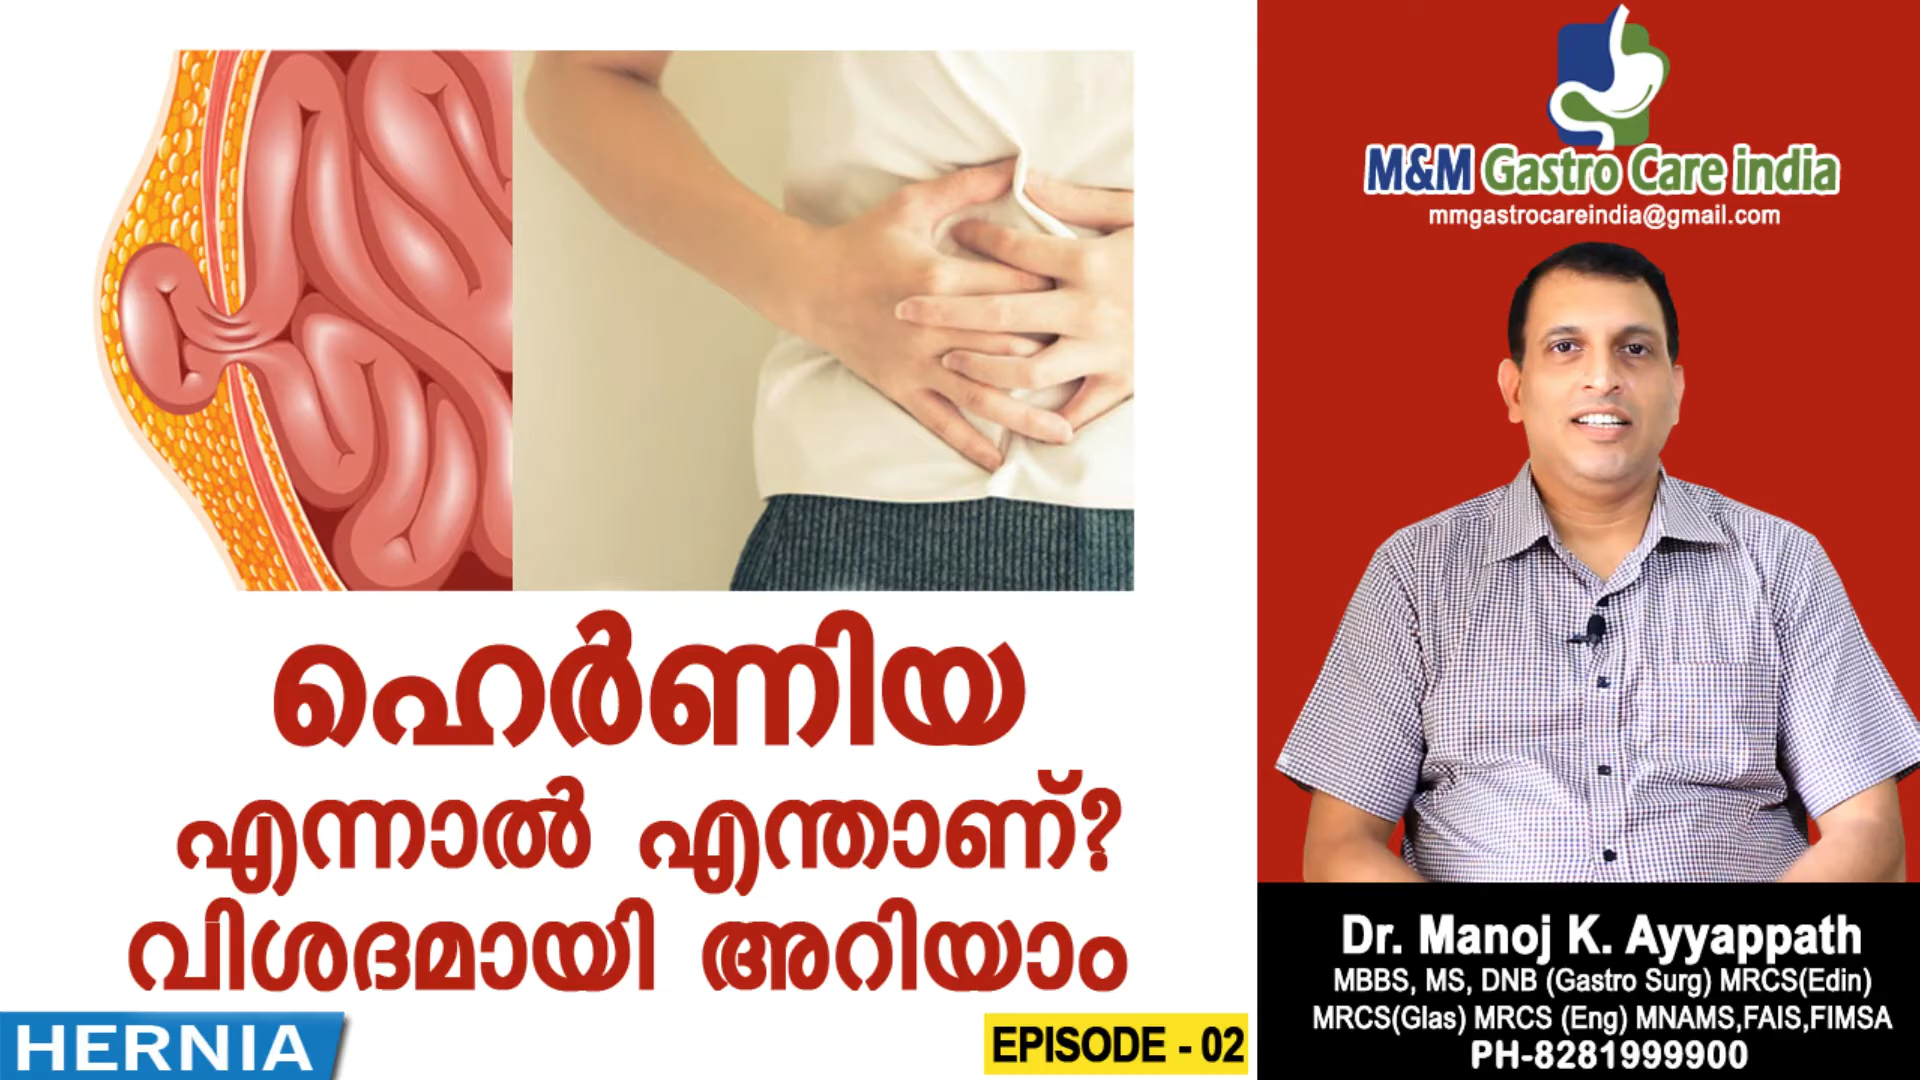 ഹെർണിയ
എന്നാൽ എന്താണ്?
വിശദമായി അറിയാം
HERNIA
EPISODE - 02
M&M Gastro Care india
mmgastrocareindia@gmail.com
Dr. Manoj K. Ayyappath
MBBS, MS, DNB (Gastro Surg) MRCS(Edin)
MRCS(Glas) MRCS (Eng) MNAMS,FAIS,FIMSA
PH-8281999900